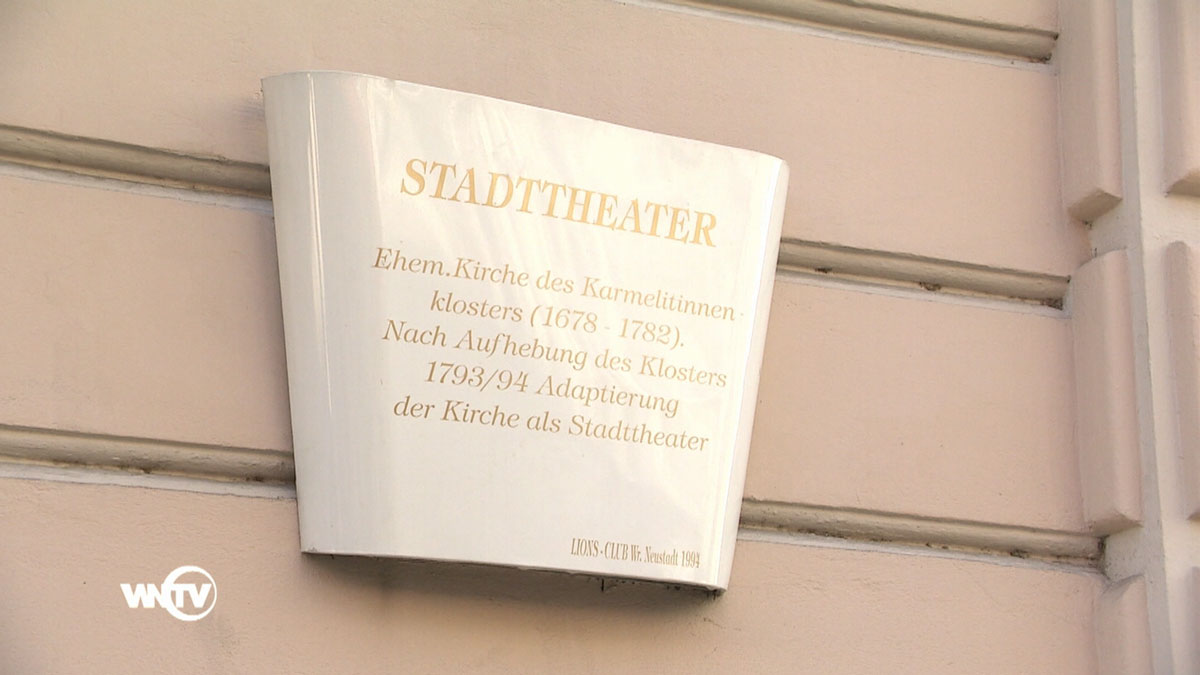 STADTTHEATER
Ehem.Kirche des Karmelitinnen-
klosters (1678 - 1782).
Nach Aufhebung des Klosters
1793/94 Adaptierung
der Kirche als Stadttheater
LIONS - CLUB Wr. Neustadt 1994
WNTV